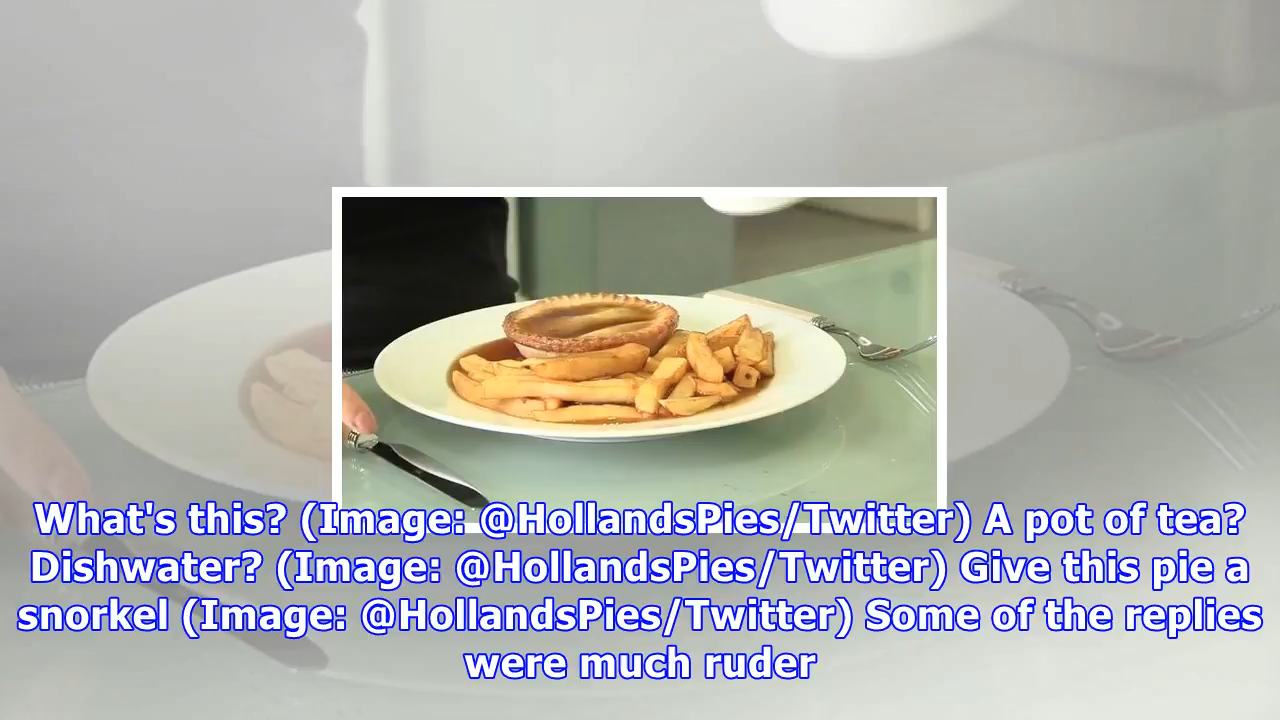 What's this? (Image: @HollandsPies/Twitter) A pot of tea?
Dishwater? (Image: @HollandsPies/Twitter) Give this pie a
snorkel (Image: @HollandsPies/Twitter) Some of the replies
were much ruder